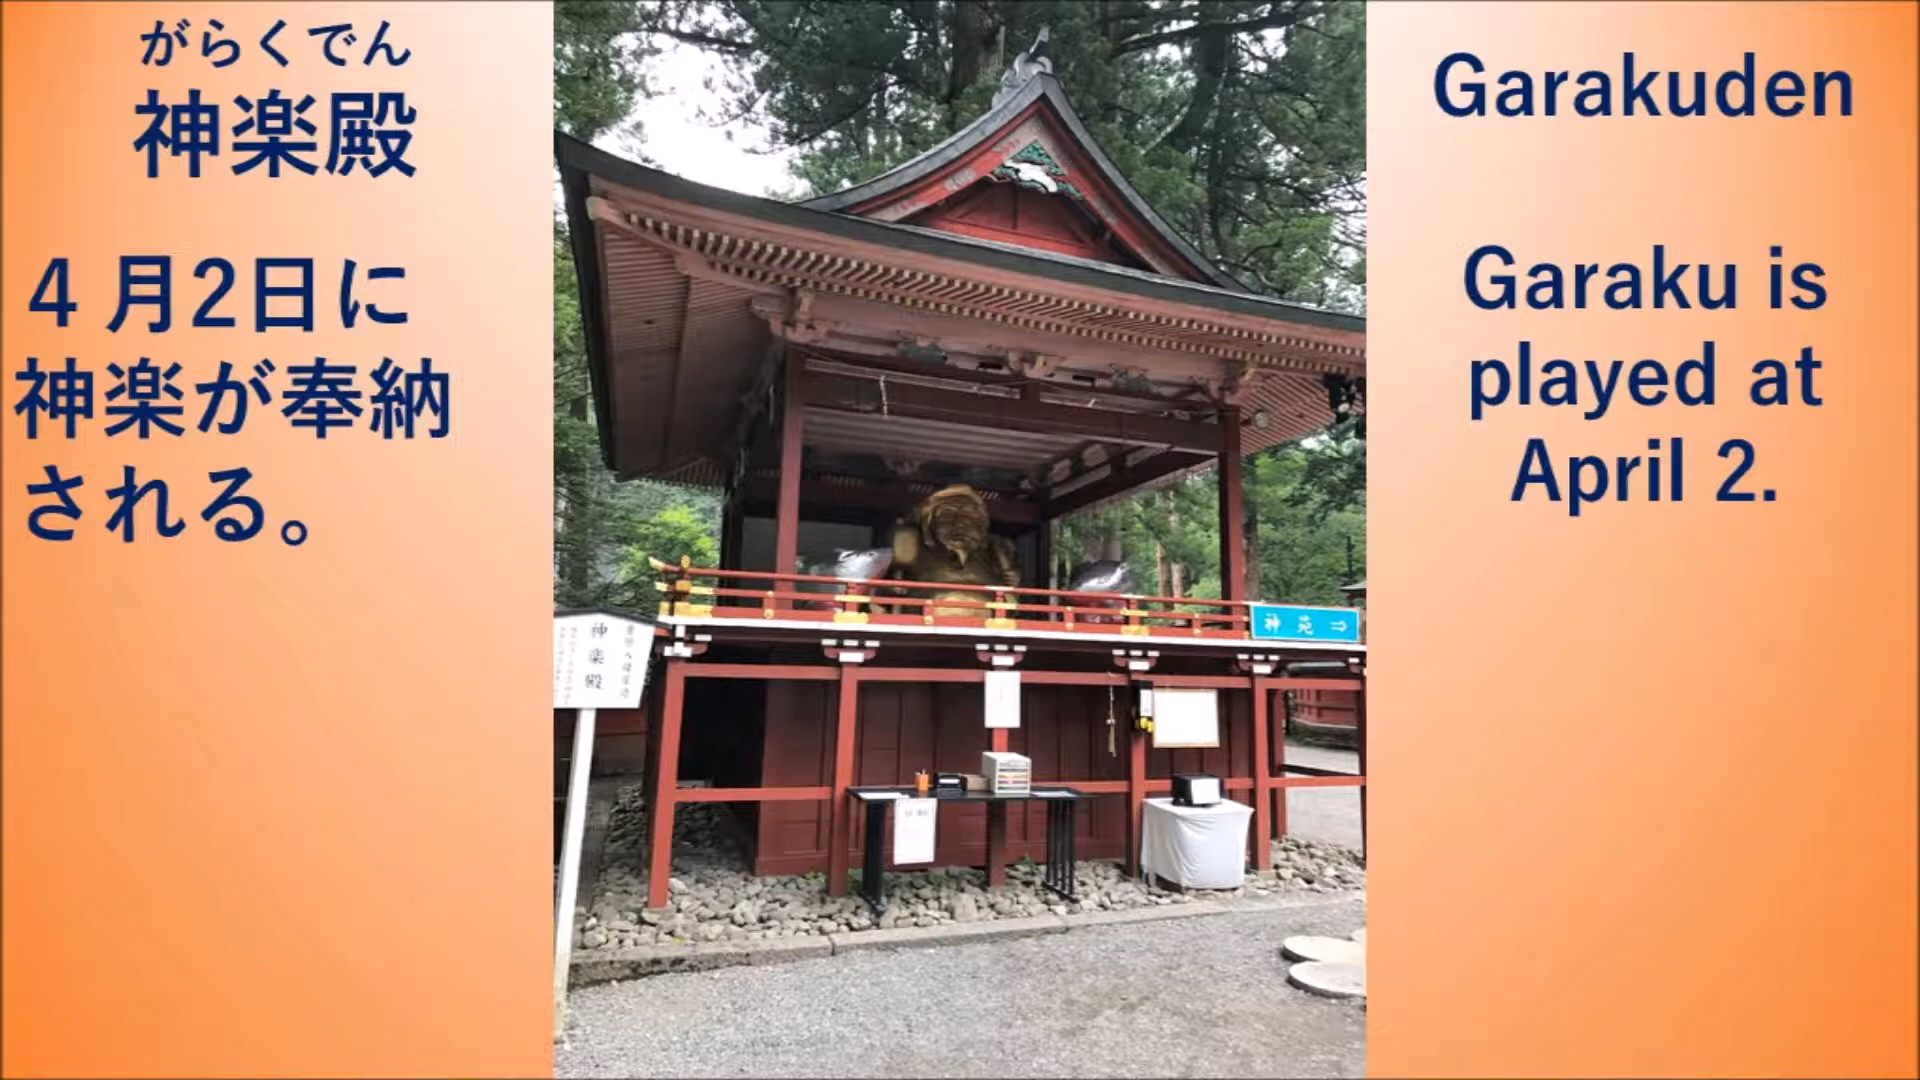 がらくでん
神楽殿
４月2日に
神楽が奉納
される。
Garakuden
Garaku is
played at
April 2.
神苑⇒
神楽殿